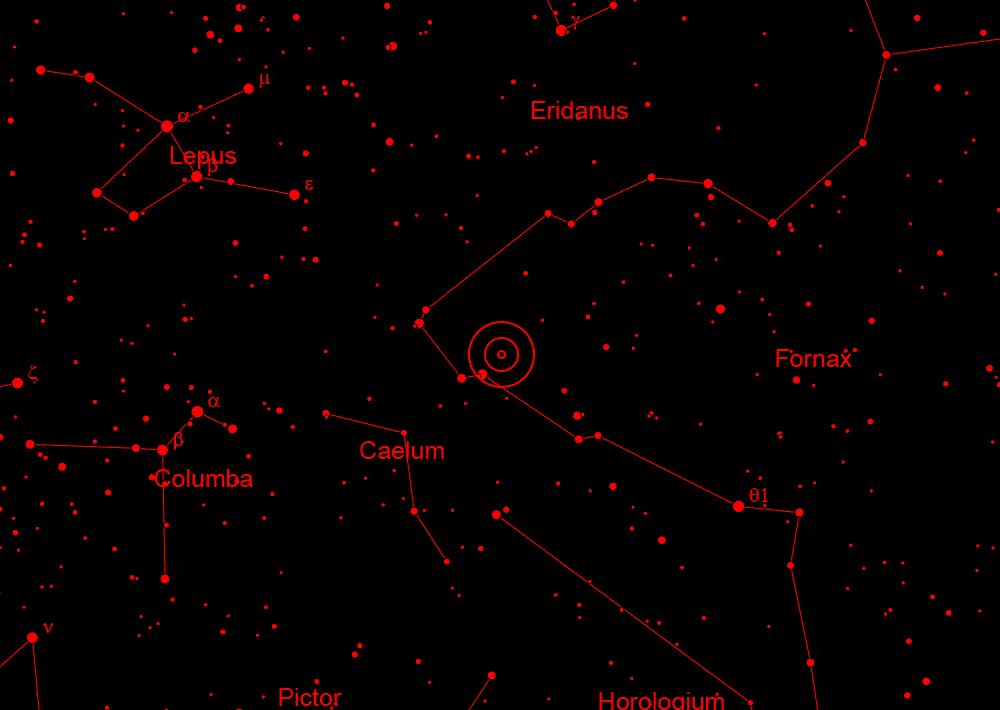 γ
μ
Eridanus
α
Lepus
β
ε
Fornax
ζ
α
β
Caelum
Columba
θ1
ν
Pictor
Horologium